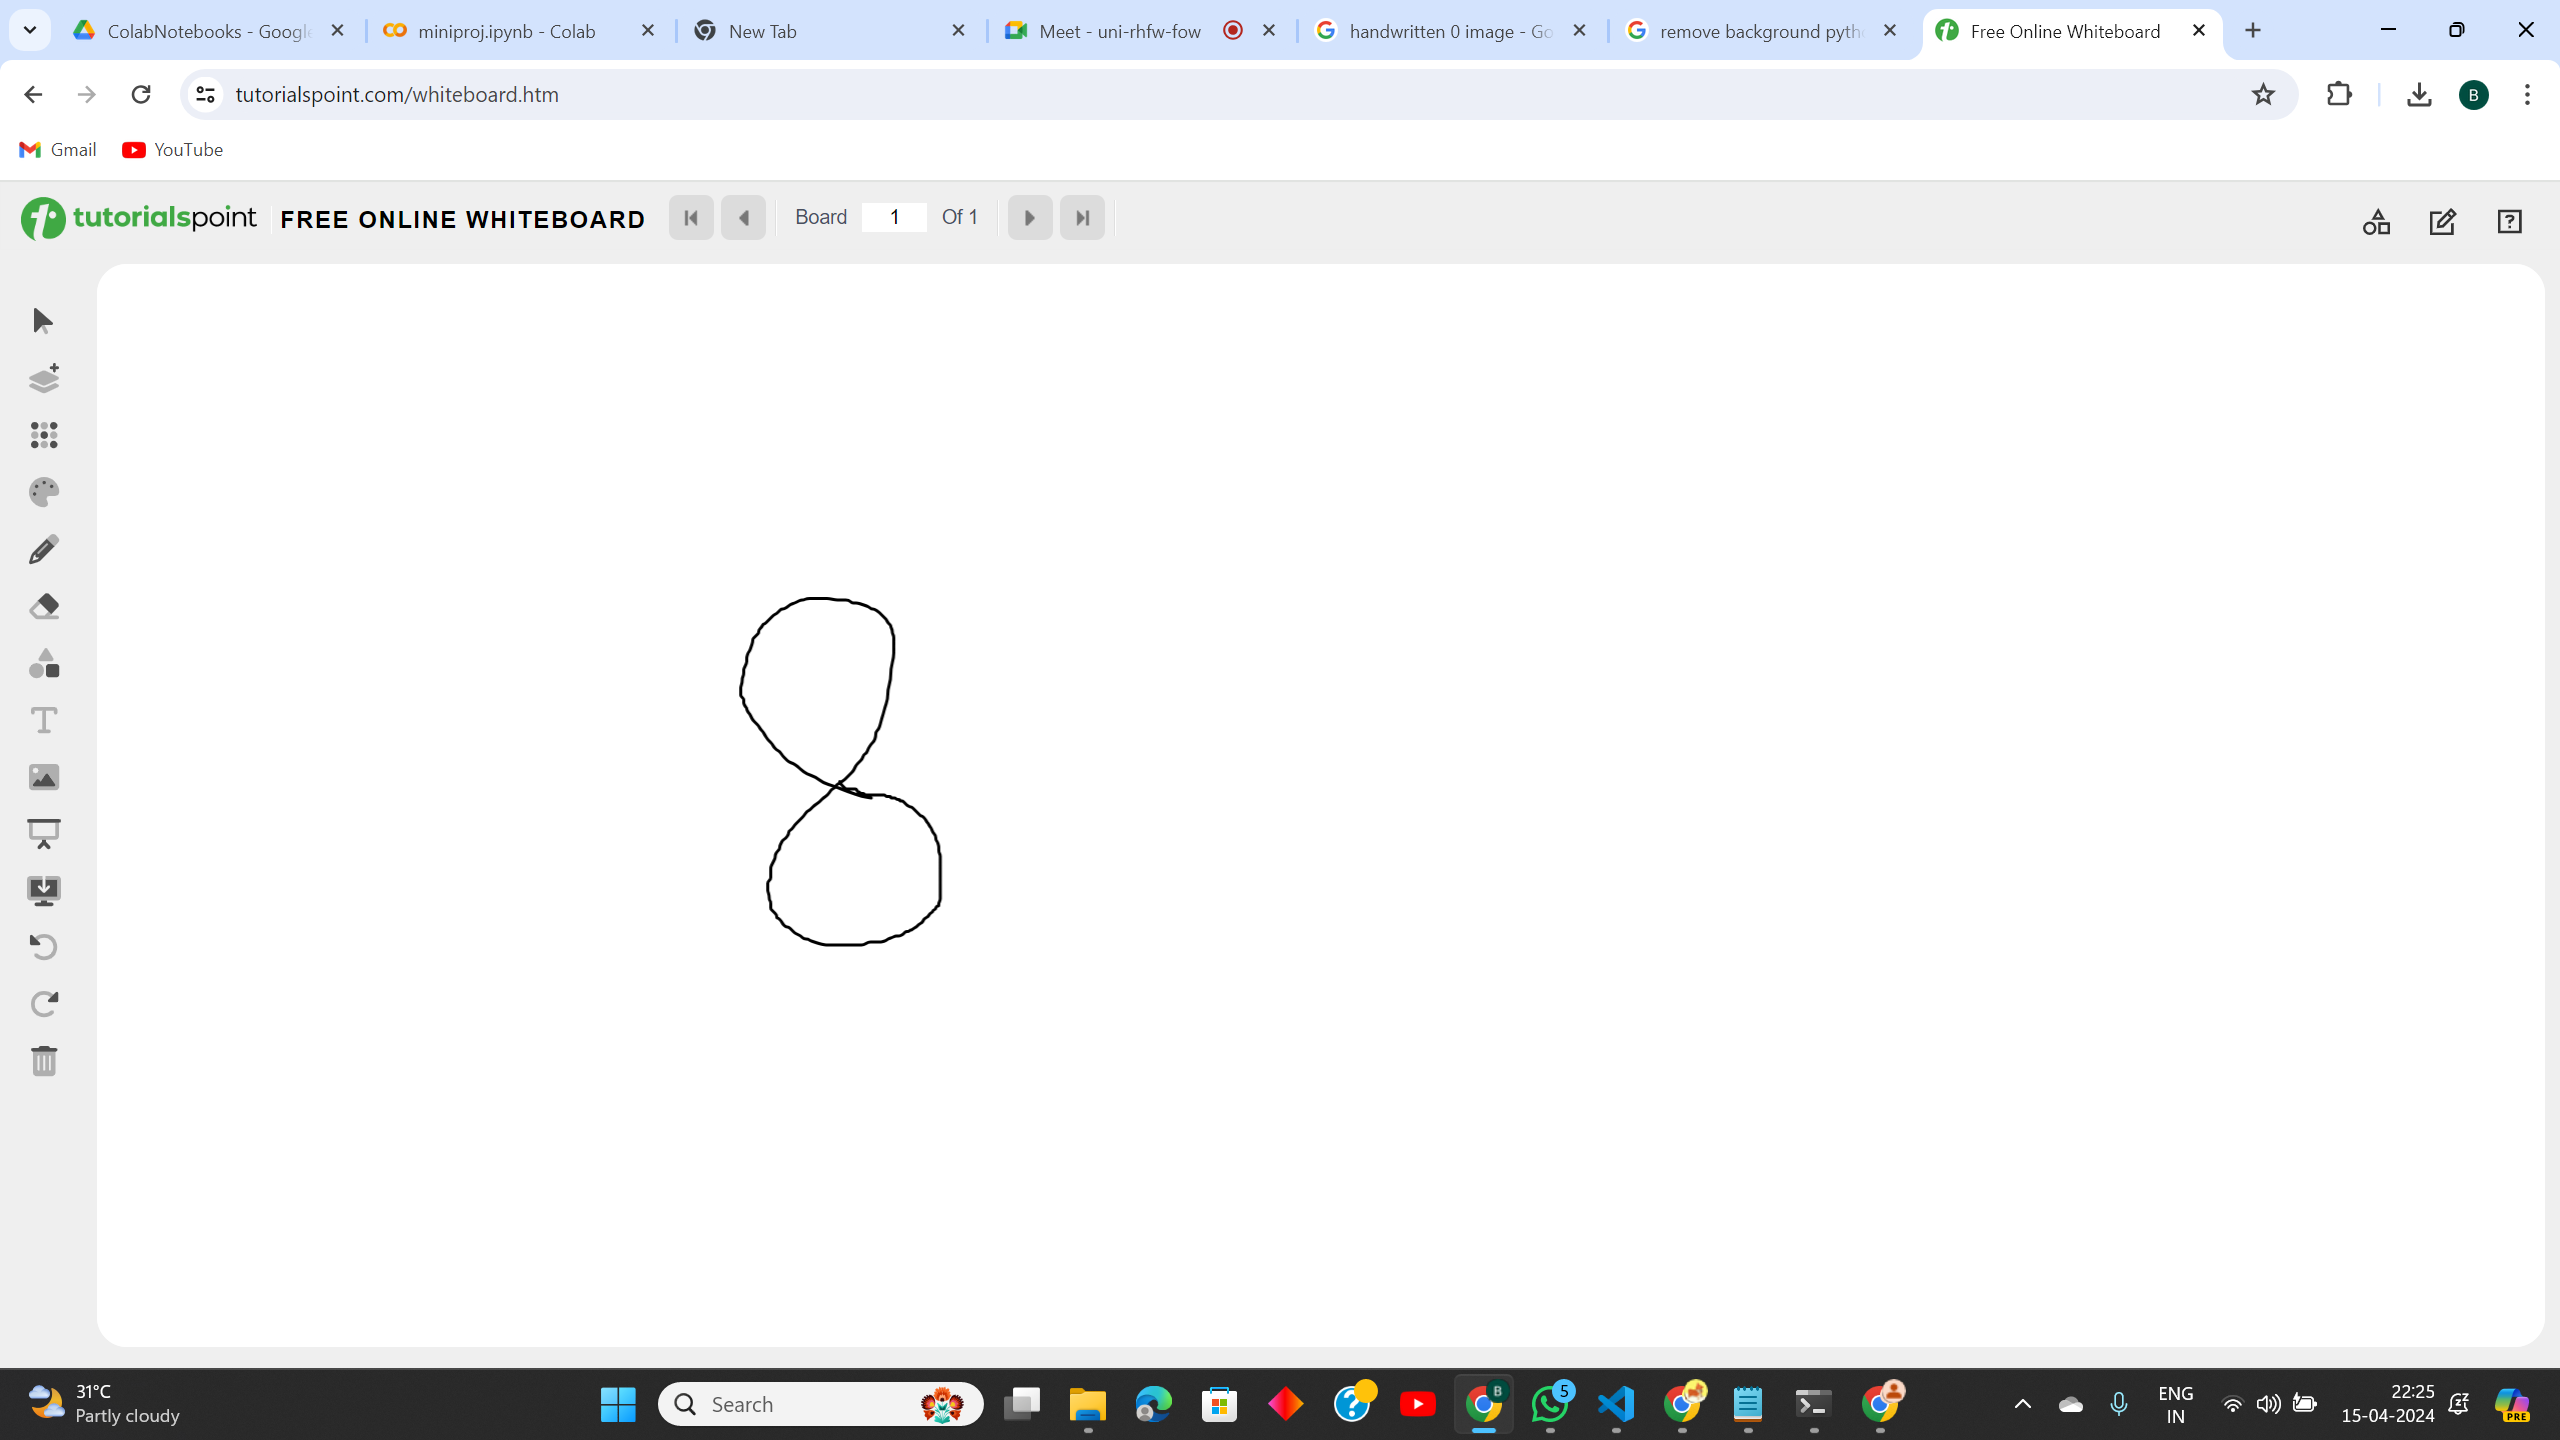 ColabNotebooks - Google
miniproj.ipynb - Colab
New Tab
Meet - uni-rhfw-fow
handwritten 0 image - Go
remove background pyth
Free Online Whiteboard
tutorialspoint.com/whiteboard.htm
B
Gmail
YouTube
tutorialspoint
FREE ONLINE WHITEBOARD
Board 1 Of 1
8
31°C
Partly cloudy
Search
B
5
ENG
IN
22:25
15-04-2024
PRE